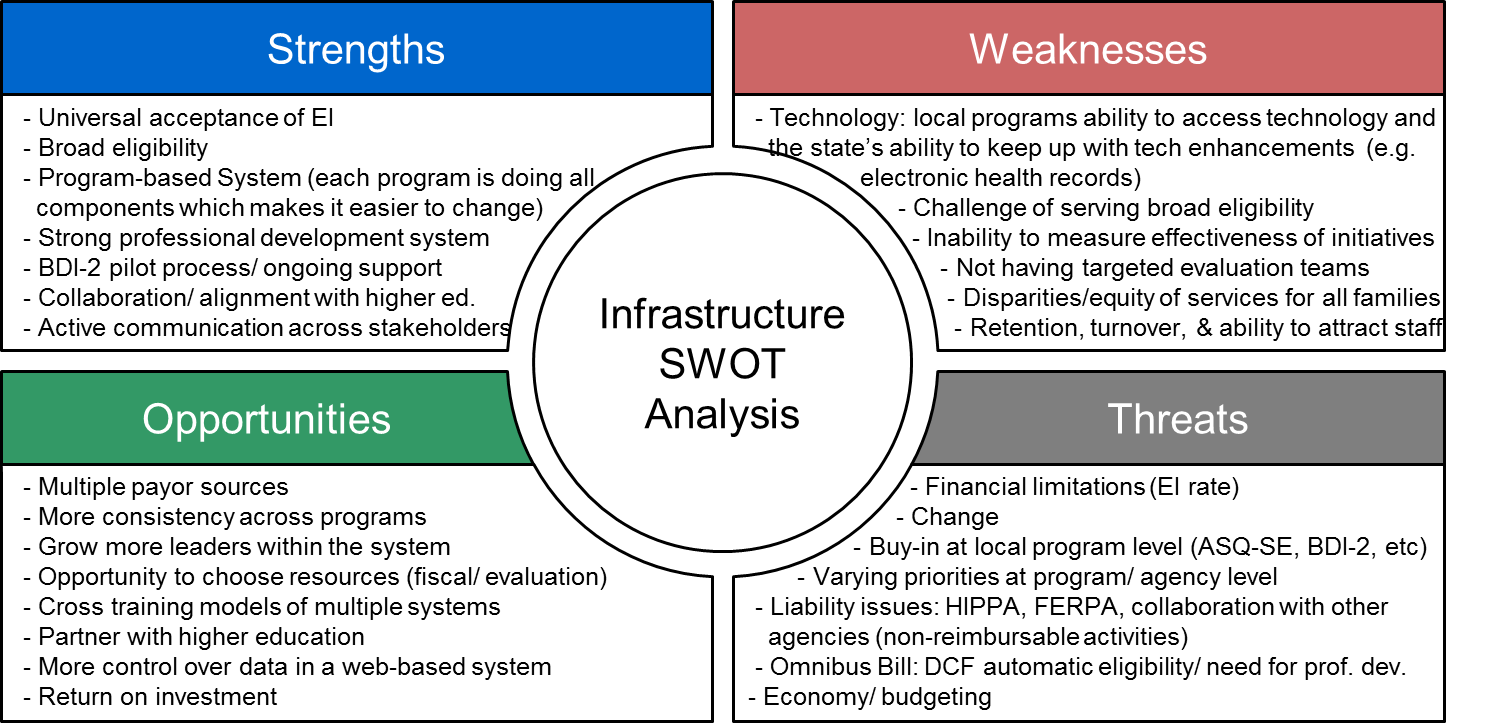 Strengths
- Universal acceptance of EI
- Broad eligibility
- Program-based System (each program is doing all
components which makes it easier to change)
- Strong professional development system
- BDI-2 pilot process/ ongoing support
- Collaboration/ alignment with higher ed.
- Active communication across stakeholders
Weaknesses
- Technology: local programs ability to access technology and
the state’s ability to keep up with tech enhancements (e.g.
electronic health records)
- Challenge of serving broad eligibility
- Inability to measure effectiveness of initiatives
- Not having targeted evaluation teams
- Disparities/equity of services for all families
- Retention, turnover, & ability to attract staff
Infrastructure
SWOT
Analysis
Opportunities
- Multiple payor sources
- More consistency across programs
- Grow more leaders within the system
- Opportunity to choose resources (fiscal/ evaluation)
- Cross training models of multiple systems
- Partner with higher education
- More control over data in a web-based system
- Return on investment
Threats
- Financial limitations (EI rate)
- Change
- Buy-in at local program level (ASQ-SE, BDI-2, etc)
- Varying priorities at program/ agency level
- Liability issues: HIPPA, FERPA, collaboration with other
agencies (non-reimbursable activities)
- Omnibus Bill: DCF automatic eligibility/ need for prof. dev.
- Economy/ budgeting